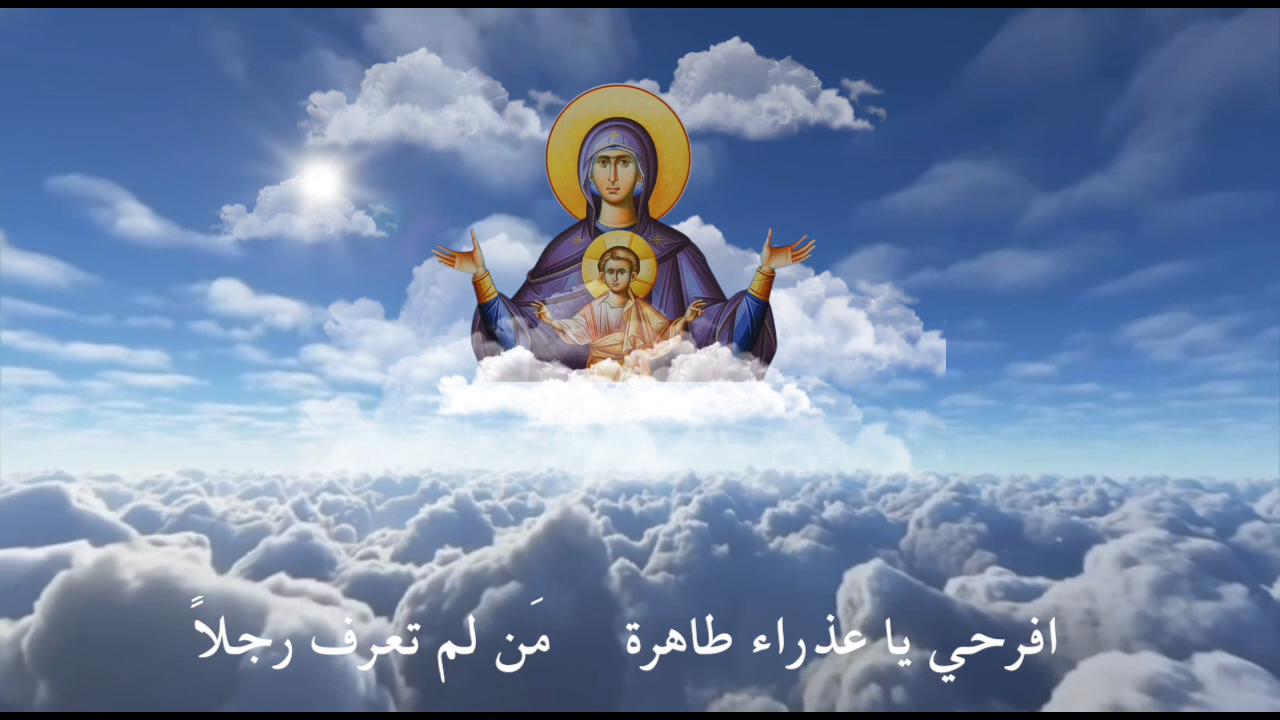 افرحي يا عذراء طاهرة مَن لم تعرف رجلاً